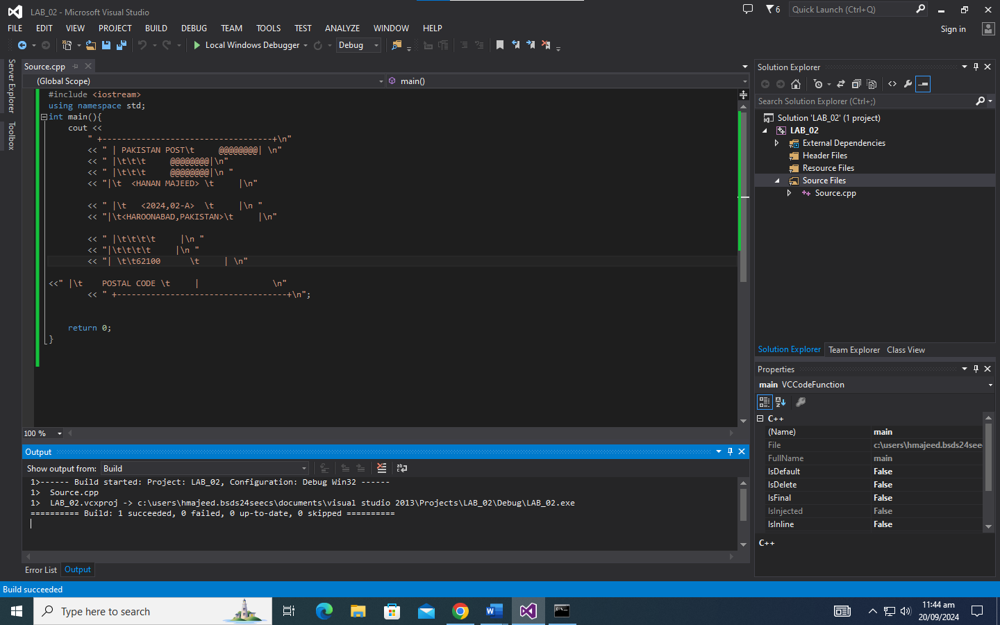 LAB_02 - Microsoft Visual Studio
6
Quick Launch (Ctrl+Q)
FILE EDIT VIEW PROJECT BUILD DEBUG TEAM TOOLS TEST ANALYZE WINDOW HELP
Sign in
Local Windows Debugger
Debug
Server Explorer
Toolbox
Source.cpp
(Global Scope)
main()
#include <iostream>
using namespace std;
int main(){
    cout <<
        " +-----------------------------------+\n"
        << " | PAKISTAN POST\t     @@@@@@@@| \n"
        << " |\t\t\t     @@@@@@@@|\n"
        << " |\t\t\t     @@@@@@@@|\n "
        << "|\t  <HANAN MAJEED> \t     |\n"
        << " |\t   <2024,02-A>  \t     |\n "
        << "|\t<HAROONABAD,PAKISTAN>\t     |\n"
        << " |\t\t\t\t     |\n "
        << "|\t\t\t\t     |\n "
        << "| \t\t62100      \t     | \n"
<<" |\t    POSTAL CODE \t     |               \n"
        << " +-----------------------------------+\n";
    return 0;
}
100 %
Output
Show output from: Build
1>------ Build started: Project: LAB_02, Configuration: Debug Win32 ------
1>  Source.cpp
1>  LAB_02.vcxproj -> c:\users\hmajeed.bsds24seecs\documents\visual studio 2013\Projects\LAB_02\Debug\LAB_02.exe
========== Build: 1 succeeded, 0 failed, 0 up-to-date, 0 skipped ==========
Error List Output
Solution Explorer
Search Solution Explorer (Ctrl+;)
Solution 'LAB_02' (1 project)
LAB_02
External Dependencies
Header Files
Resource Files
Source Files
Source.cpp
Solution Explorer Team Explorer Class View
Properties
main VCCodeFunction
C++
(Name) main
File c:\users\hmajeed.bsds24seec
FullName main
IsDefault False
IsDelete False
IsFinal False
IsInjected False
IsInline False
C++
Build succeeded
Type here to search
11:44 am
20/09/2024